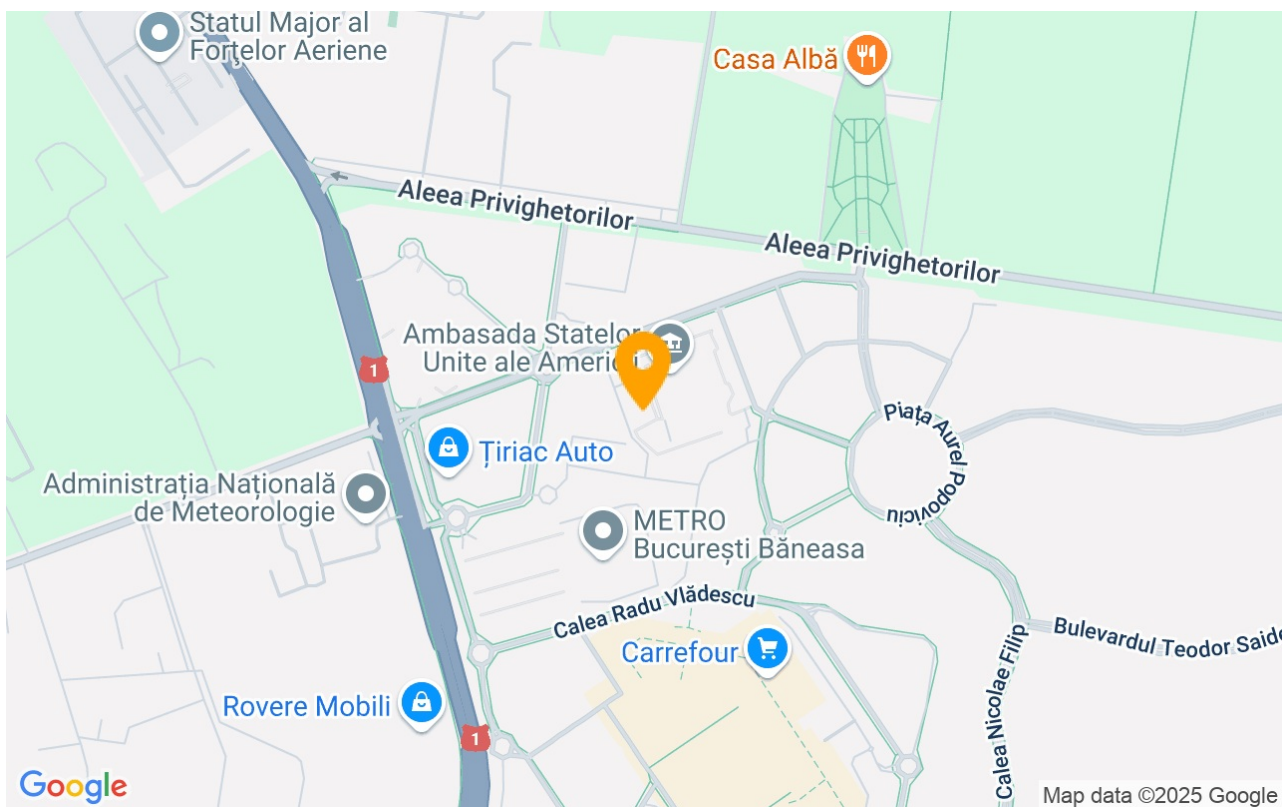 Statul Major al
Forțelor Aeriene
Casa Albă
Aleea Privighetorilor
Aleea Privighetorilor
Ambasada Statelor
Unite ale Americii
1
Piața Aurel Popoviciu
Țiriac Auto
Administrația Națională
de Meteorologie
METRO
București Băneasa
Calea Radu Vlădescu
Bulevardul Teodor Saide
Carrefour
Calea Nicolae Filip
Rovere Mobili
1
Google
Map data ©2025 Google